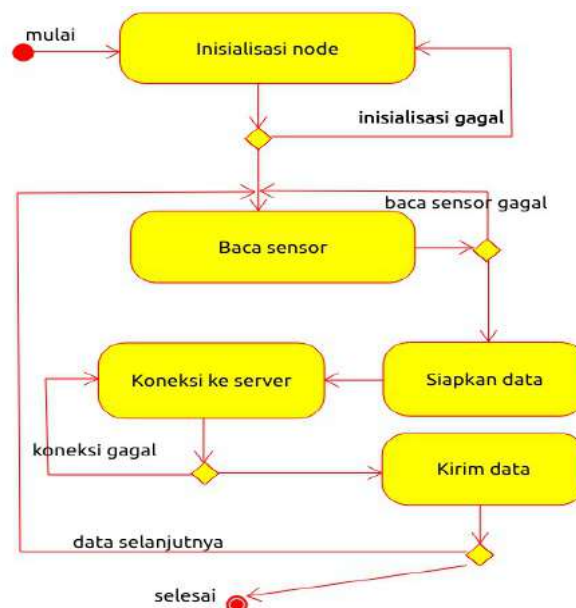 mulai
Inisialisasi node
inisialisasi gagal
baca sensor gagal
Baca sensor
Koneksi ke server
Siapkan data
koneksi gagal
Kirim data
data selanjutnya
selesai